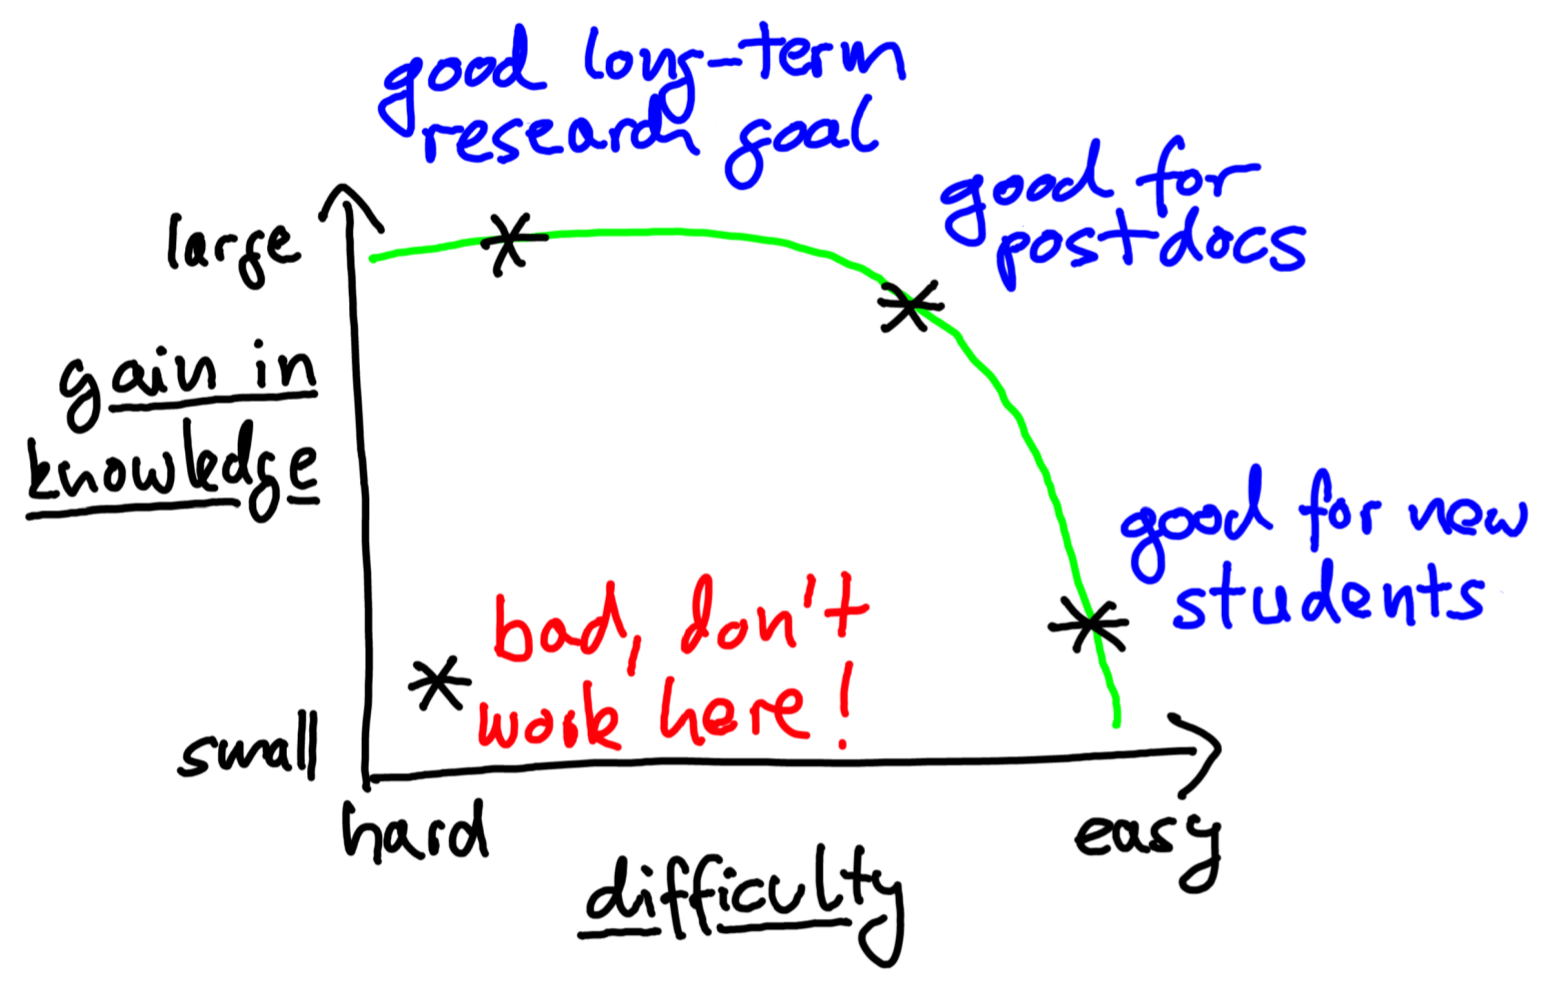 good long-term
research goal
good for
postdocs
large
gain in
knowledge
good for new
students
bad, don't
work here!
small
hard
easy
difficulty